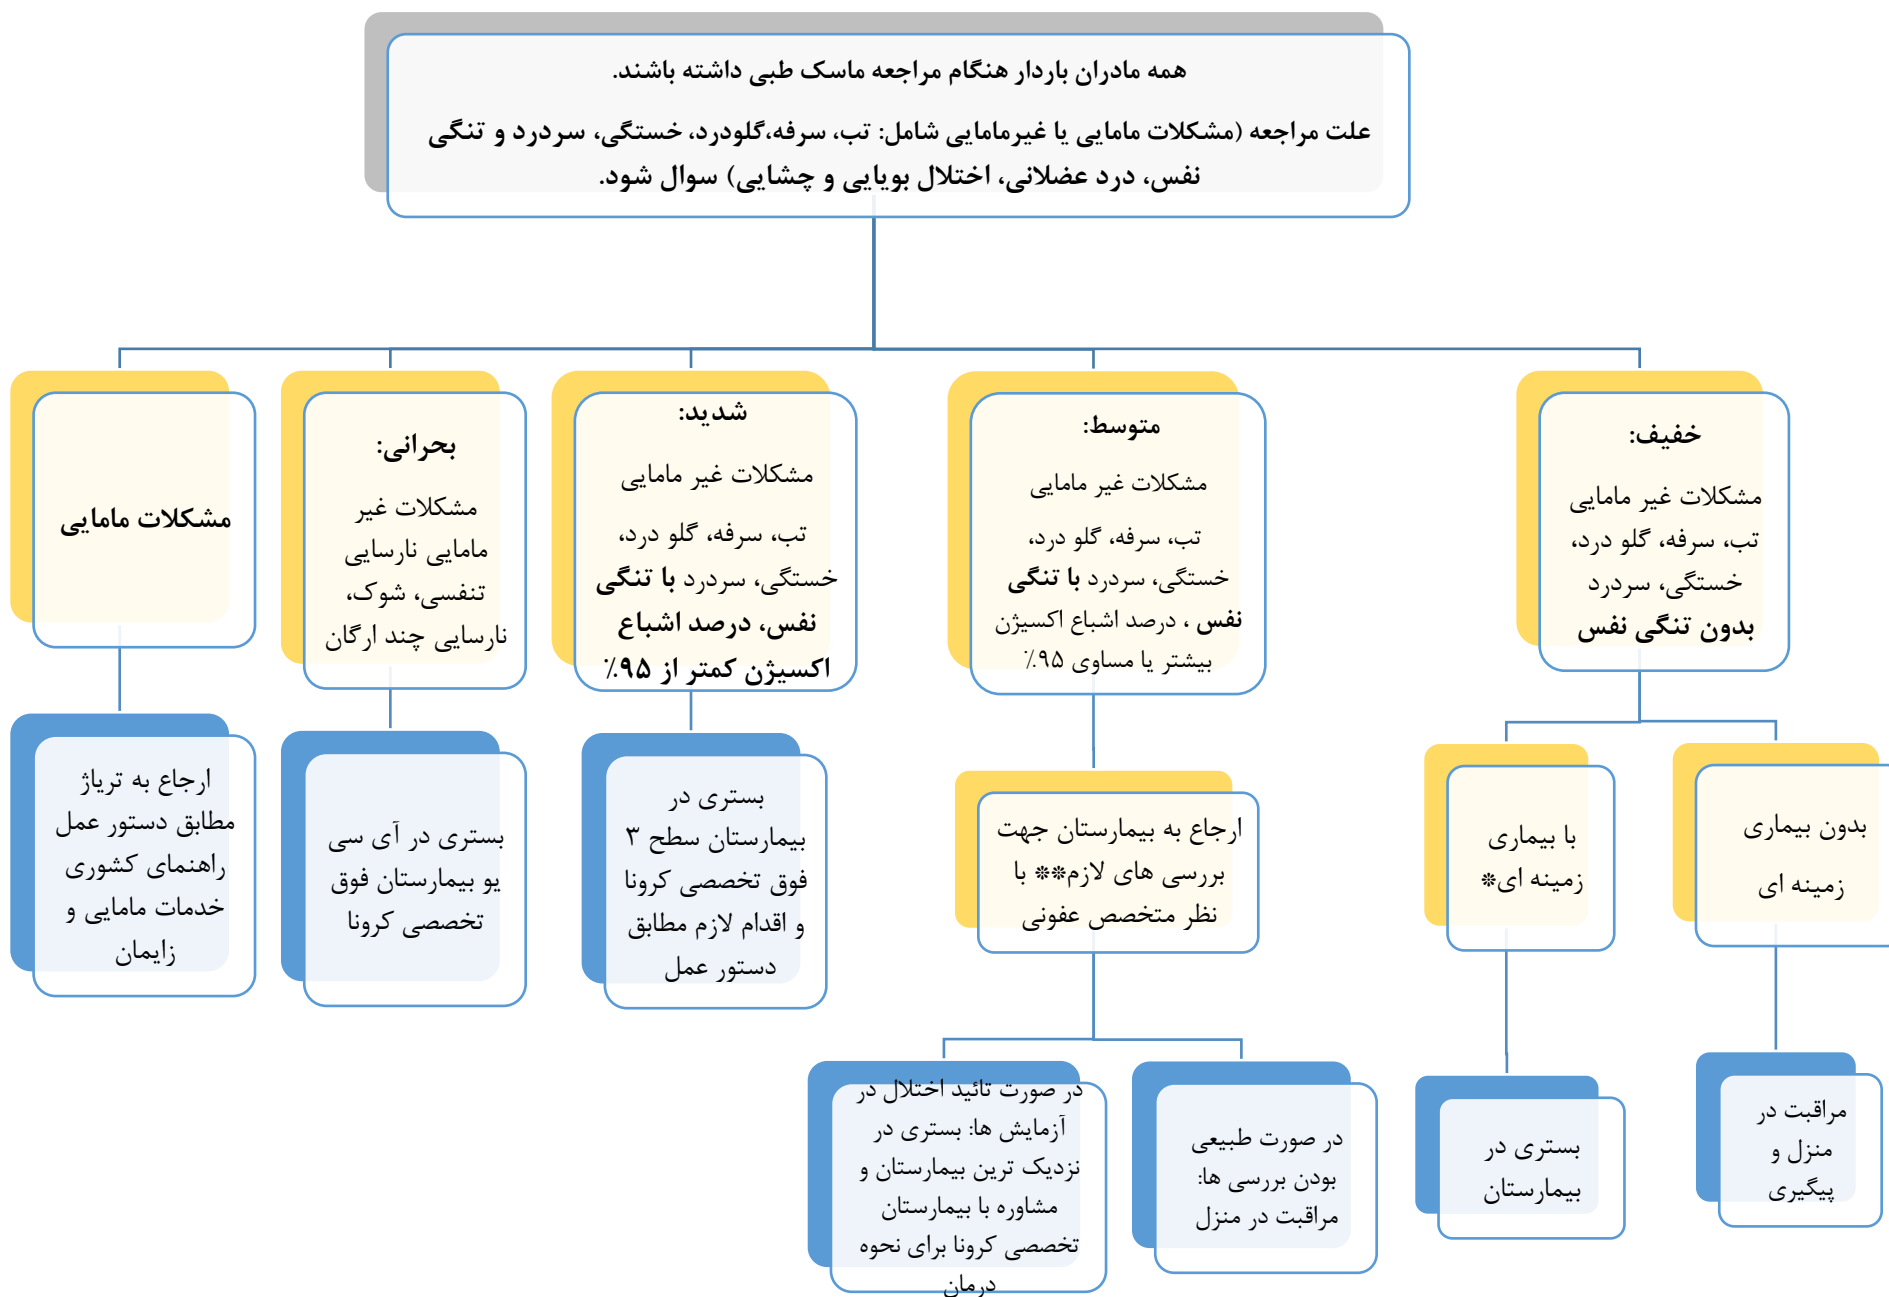 همه مادران باردار هنگام مراجعه ماسک طبی داشته باشند.
علت مراجعه (مشکلات مامایی یا غیرمامایی شامل: تب، سرفه،گلودرد، خستگی، سردرد و تنگی
نفس، درد عضلانی، اختلال بویایی و چشایی) سوال شود.
خفیف:
مشکلات غیر مامایی
تب، سرفه، گلو درد،
خستگی، سردرد
بدون تنگی نفس
متوسط:
مشکلات غیر مامایی
تب، سرفه، گلو درد،
خستگی، سردرد با تنگی
نفس ، درصد اشباع اکسیژن
بیشتر یا مساوی ۹۵٪
شدید:
مشکلات غیر مامایی
تب، سرفه، گلو درد،
خستگی، سردرد با تنگی
نفس، درصد اشباع
اکسیژن کمتر از ۹۵٪
بحرانی:
مشکلات غیر
مامایی نارسایی
تنفسی، شوک،
نارسایی چند ارگان
مشکلات مامایی
بدون بیماری
زمینه ای
با بیماری
زمینه ای*
ارجاع به بیمارستان جهت
بررسی های لازم** با
نظر متخصص عفونی
بستری در
بیمارستان سطح ۳
فوق تخصصی کرونا
و اقدام لازم مطابق
دستور عمل
بستری در آی سی
یو بیمارستان فوق
تخصصی کرونا
ارجاع به تریاژ
مطابق دستور عمل
راهنمای کشوری
خدمات مامایی و
زایمان
مراقبت در
منزل و
پیگیری
بستری در
بیمارستان
در صورت طبیعی
بودن بررسی ها:
مراقبت در منزل
در صورت تائید اختلال در
آزمایش ها: بستری در
نزدیک ترین بیمارستان و
مشاوره با بیمارستان
تخصصی کرونا برای نحوه
درمان